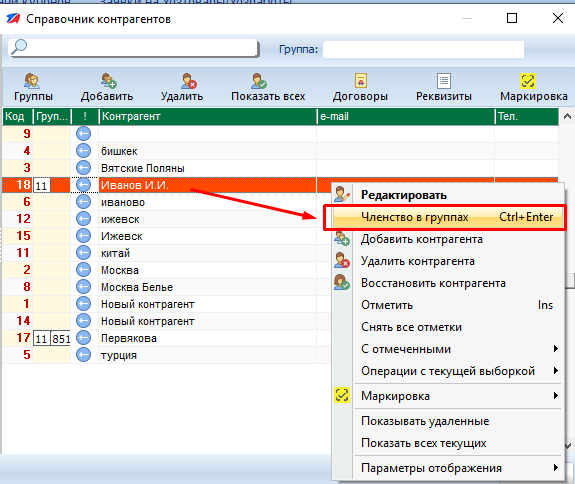 Справочник контрагентов
Группа:
Группы Добавить Удалить Показать всех Договоры Реквизиты Маркировка
Код Груп... ! Контрагент e-mail Тел.
9
4 бишкек
3 Вятские Поляны
18 11 Иванов И.И.
6 иваново
12 ижевск
15 Ижевск
11 китай
2 Москва
8 Москва Белье
1 Новый контрагент
14 Новый контрагент
17 11 851 Первякова
5 турция
Редактировать
Членство в группах Ctrl+Enter
Добавить контрагента
Удалить контрагента
Восстановить контрагента
Отметить Ins
Снять все отметки
С отмеченными
Операции с текущей выборкой
Маркировка
Показывать удаленные
Показать всех текущих
Параметры отображения